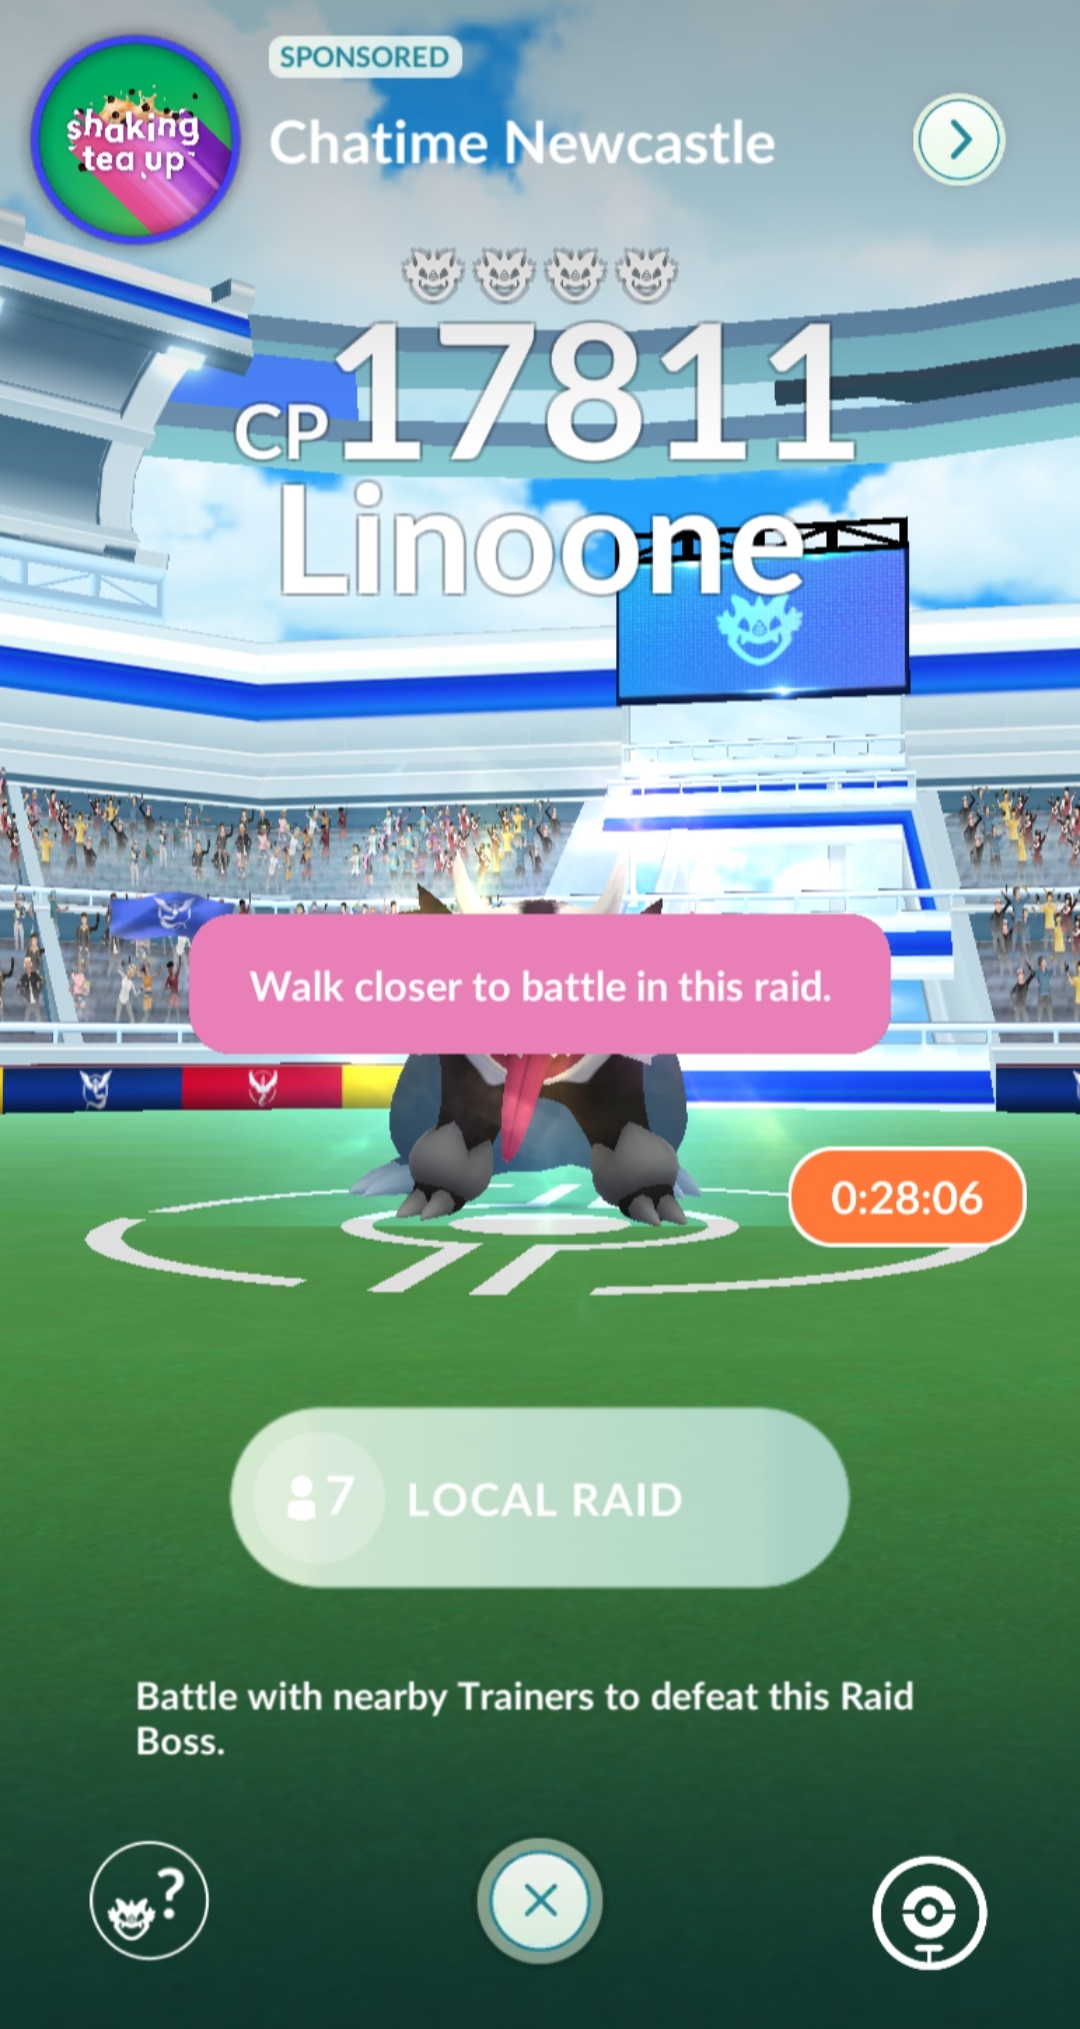 SPONSORED
shaking
tea up
Chatime Newcastle
CP17811
Linoone
Walk closer to battle in this raid.
0:28:06
7 LOCAL RAID
Battle with nearby Trainers to defeat this Raid
Boss.
?